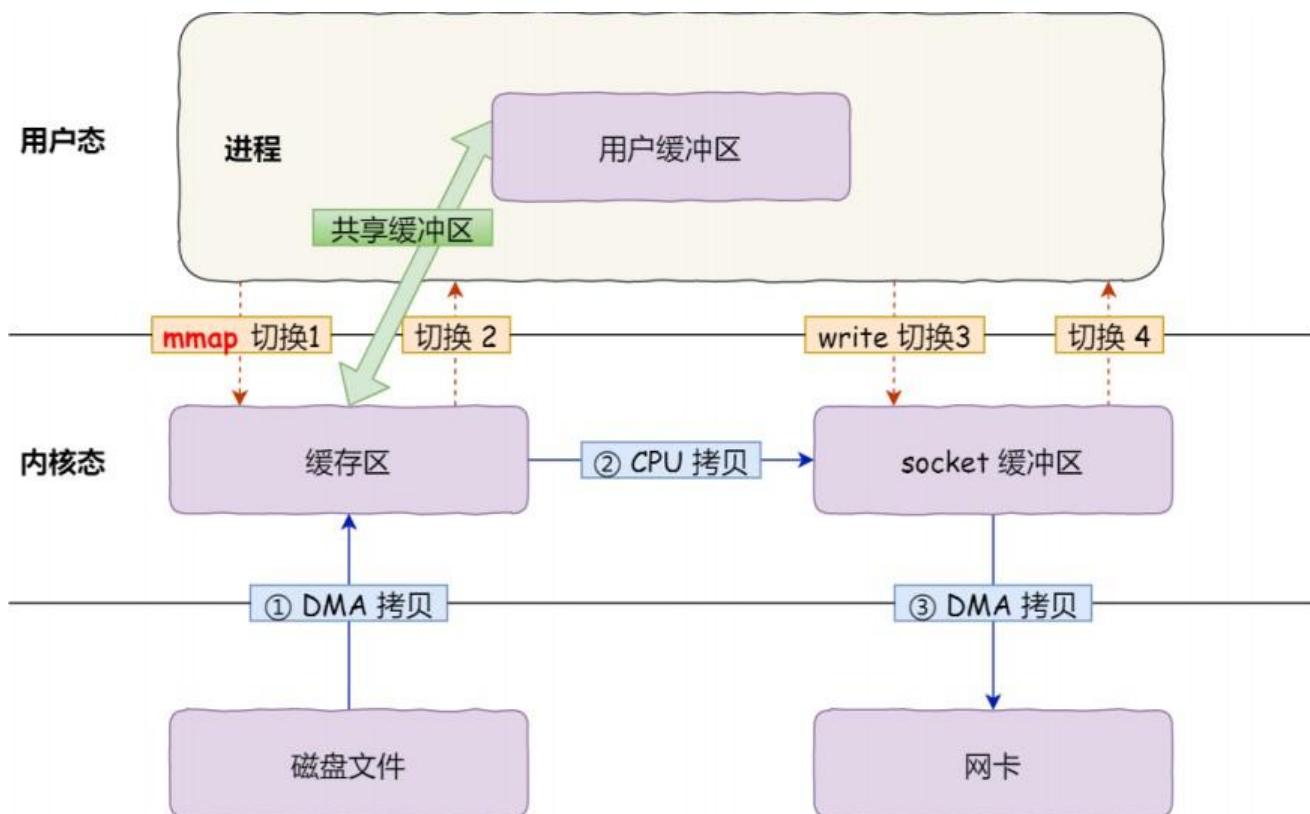 用户态
进程
用户缓冲区
共享缓冲区
mmap 切换1
切换 2
write 切换3
切换 4
内核态
缓存区
② CPU 拷贝
socket 缓冲区
① DMA 拷贝
③ DMA 拷贝
磁盘文件
网卡